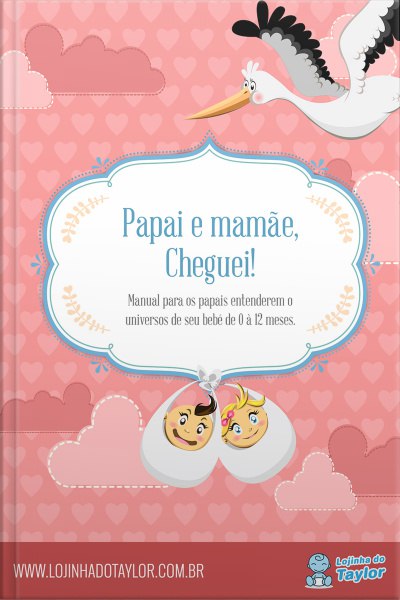 Papai e mamãe,
Cheguei!
Manual para os papais entenderem o
universos de seu bebê de 0 à 12 meses.
WWW.LOJINHADOTAYLOR.COM.BR
Lojinha do
Taylor